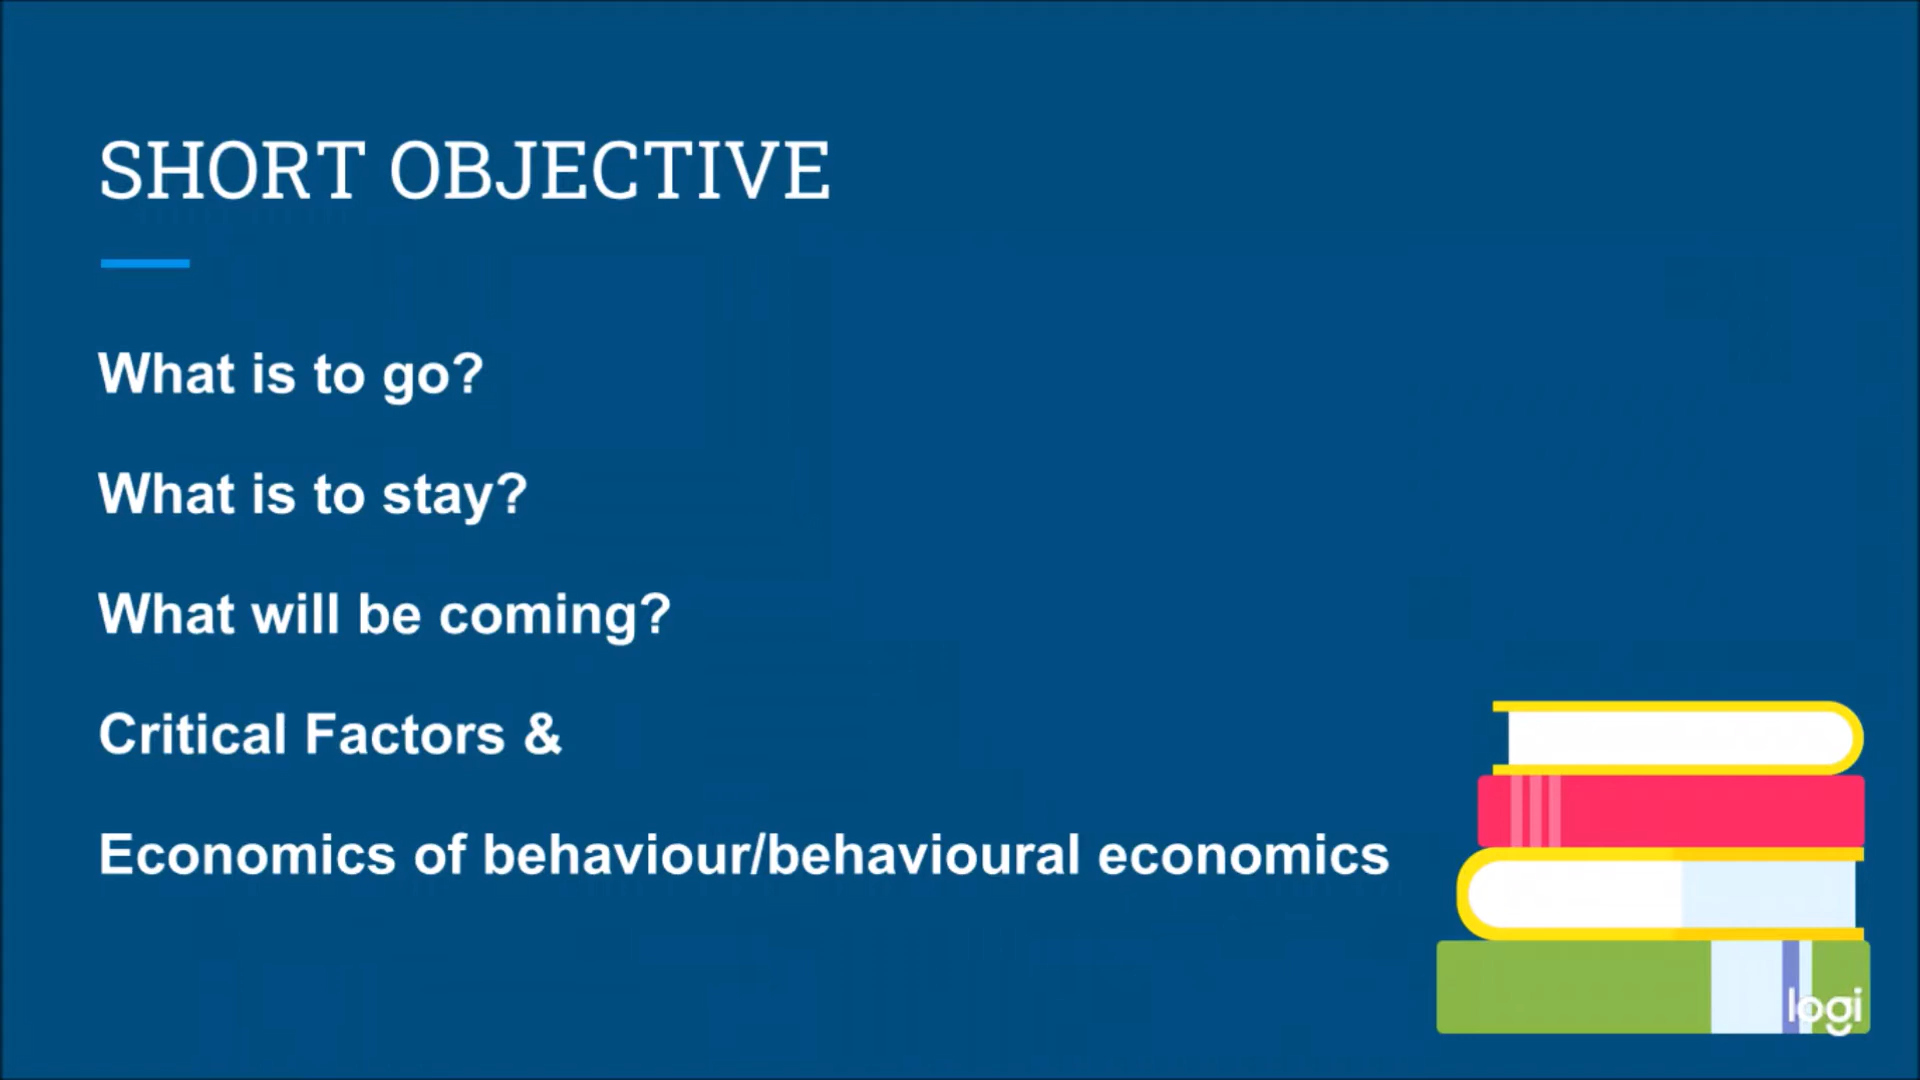 SHORT OBJECTIVE
What is to go?
What is to stay?
What will be coming?
Critical Factors &
Economics of behaviour/behavioural economics
logi